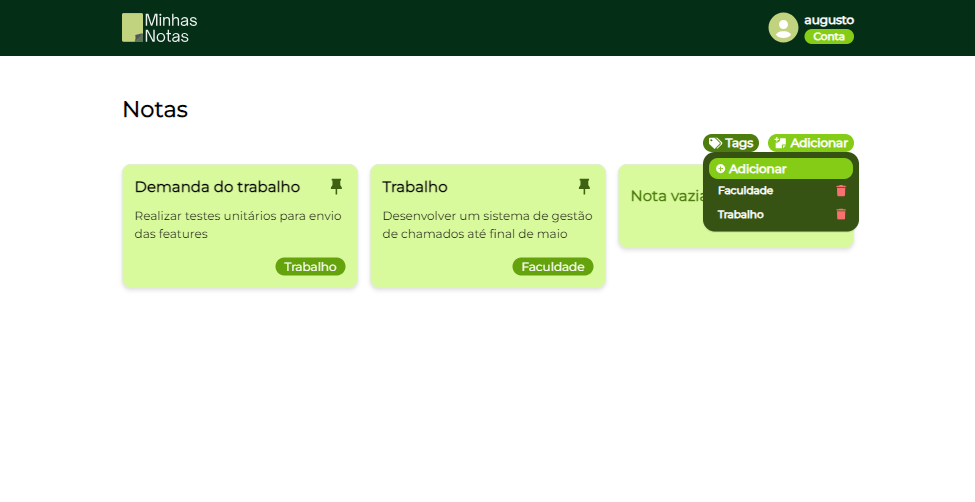 Minhas
Notas
augusto
Conta
Notas
Tags
Adicionar
Adicionar
Faculdade
Trabalho
Demanda do trabalho
Realizar testes unitários para envio
das features
Trabalho
Trabalho
Desenvolver um sistema de gestão
de chamados até final de maio
Faculdade
Nota vazia